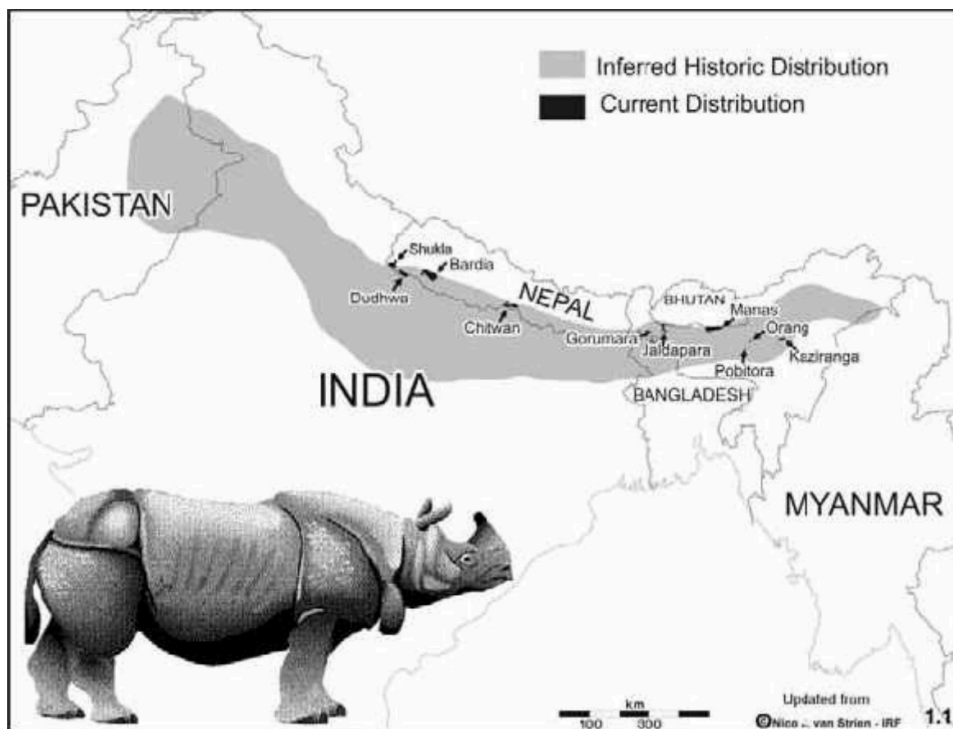 Inferred Historic Distribution
Current Distribution
PAKISTAN
Shukla
Bardia
Dudhwa
NEPAL
Chitwan
BHUTAN
Manas
Gorumara
Orang
Jaldapara
Kaziranga
Pobitora
INDIA
BANGLADESH
MYANMAR
km
100 300
Updated from
© Nico van Strien - IRF
1.1